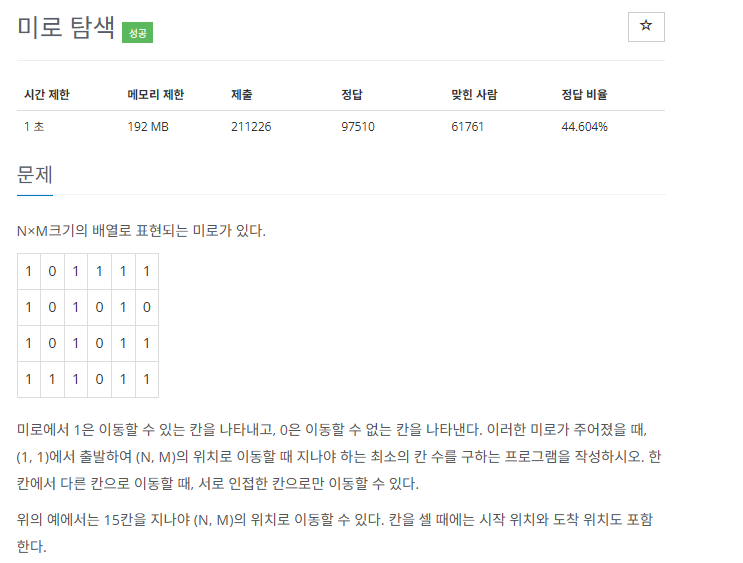 미로 탐색 성공
☆
시간 제한 메모리 제한 제출 정답 맞힌 사람 정답 비율
1 초 192 MB 211226 97510 61761 44.604%
문제
N×M크기의 배열로 표현되는 미로가 있다.
1 0 1 1 1 1
1 0 1 0 1 0
1 0 1 0 1 1
1 1 1 0 1 1
미로에서 1은 이동할 수 있는 칸을 나타내고, 0은 이동할 수 없는 칸을 나타낸다. 이러한 미로가 주어졌을 때,
(1, 1)에서 출발하여 (N, M)의 위치로 이동할 때 지나야 하는 최소의 칸 수를 구하는 프로그램을 작성하시오. 한
칸에서 다른 칸으로 이동할 때, 서로 인접한 칸으로만 이동할 수 있다.
위의 예에서는 15칸을 지나야 (N, M)의 위치로 이동할 수 있다. 칸을 셀 때에는 시작 위치와 도착 위치도 포함
한다.